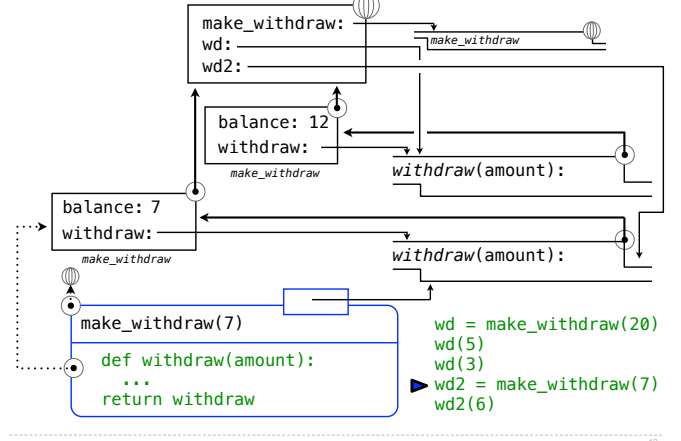 make_withdraw:
wd:
wd2:
make_withdraw
balance: 12
withdraw:
make_withdraw
withdraw(amount):
balance: 7
withdraw:
make_withdraw
withdraw(amount):
make_withdraw(7)
def withdraw(amount):
...
return withdraw
wd = make_withdraw(20)
wd(5)
wd(3)
wd2 = make_withdraw(7)
wd2(6)